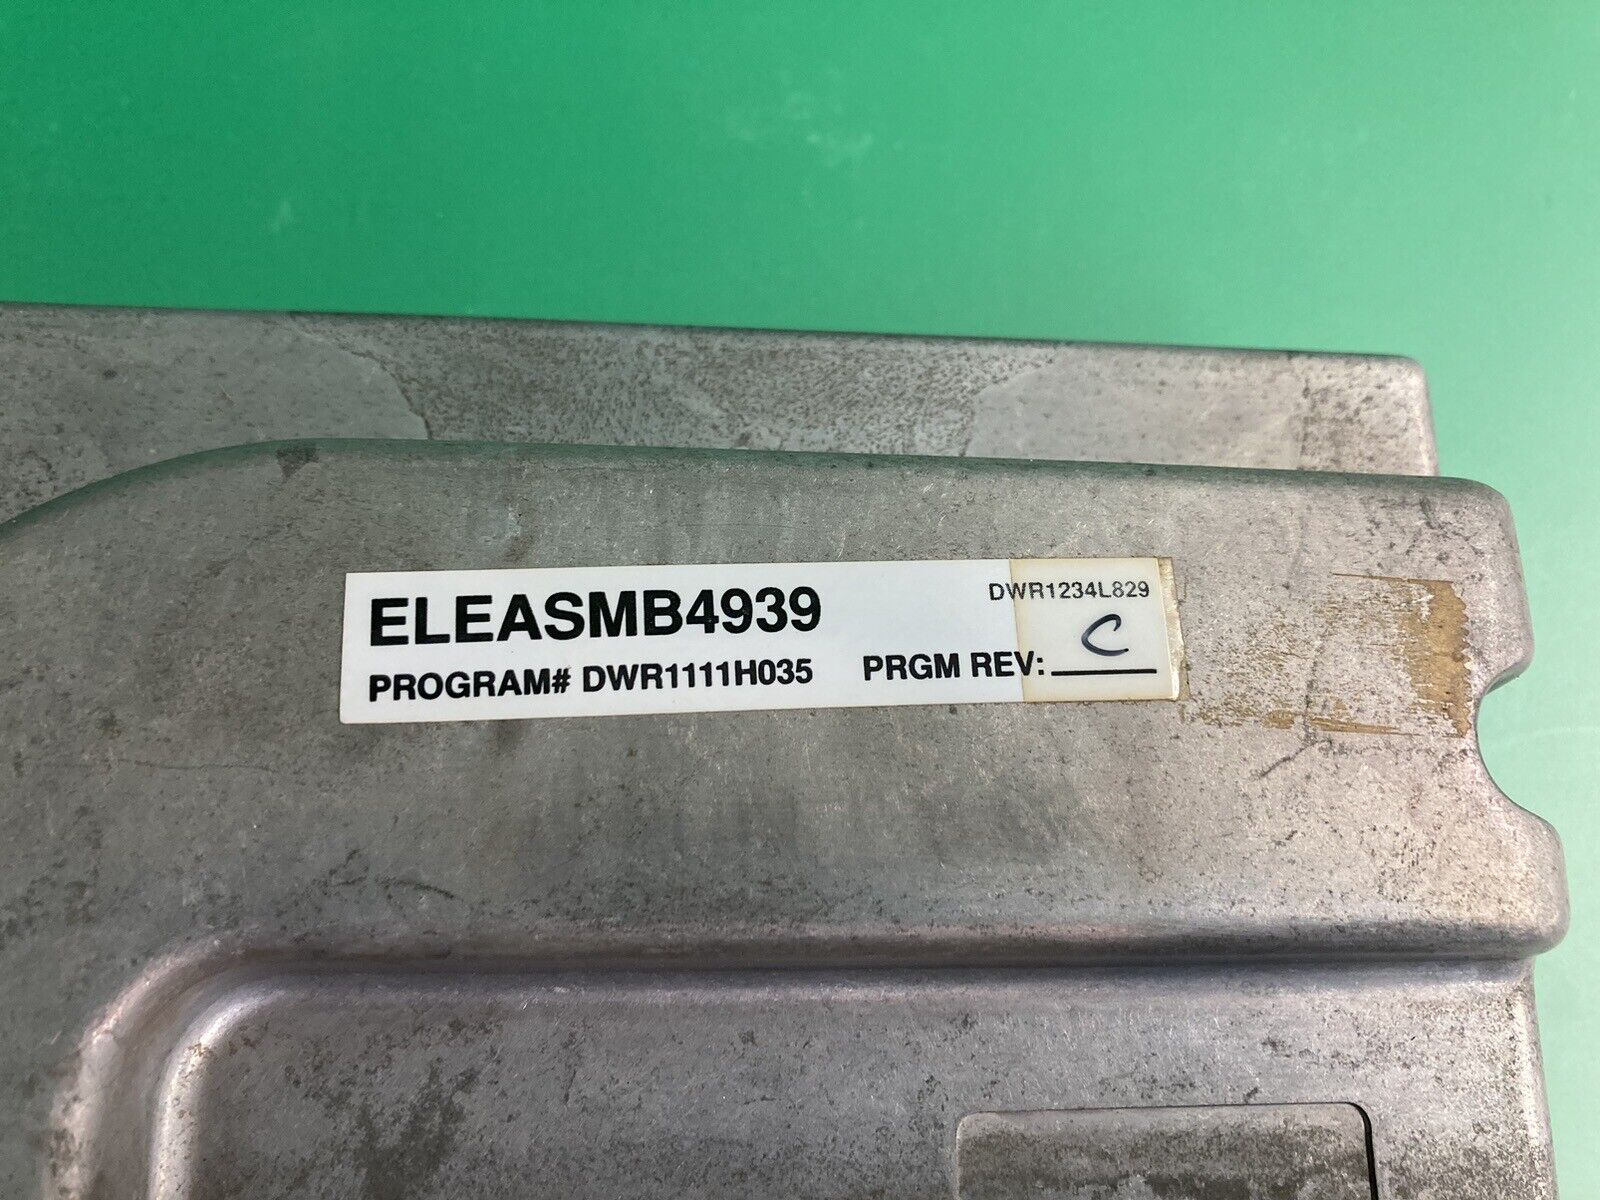 ELEASMB4939 DWR1234L829
PROGRAM# DWR1111H035 PRGM REV: C